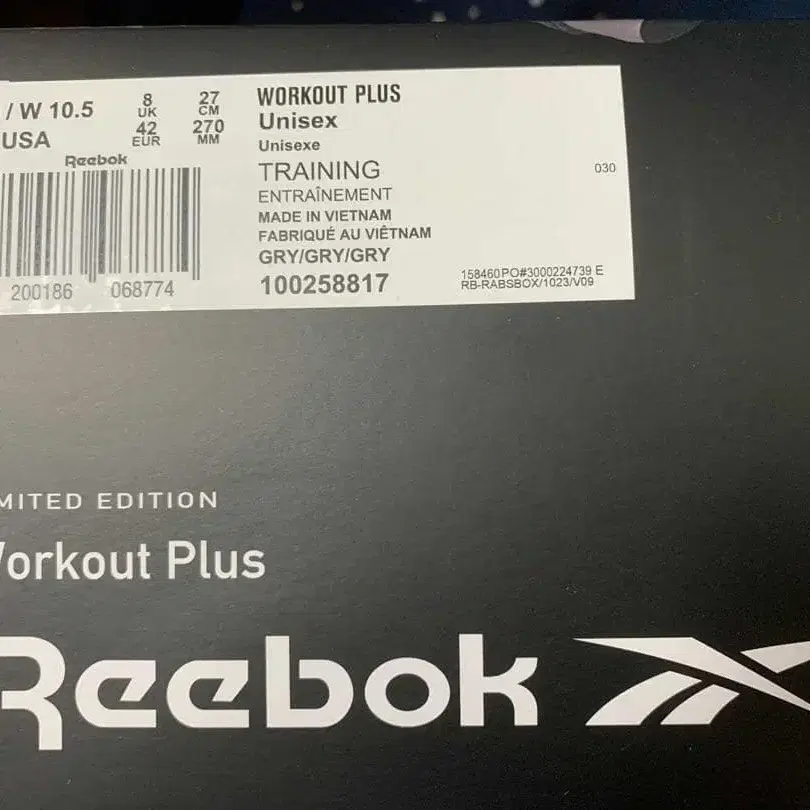 / W 10.5
USA
8
UK
42
EUR
27
CM
270
MM
Reebok
200186 068774
WORKOUT PLUS
Unisex
Unisexe
TRAINING
ENTRAÎNEMENT
MADE IN VIETNAM
FABRIQUÉ AU VIÊTNAM
GRY/GRY/GRY
100258817
030
158460PO#3000224739 E
RB-RABSBOX/1023/V09
MITED EDITION
orkout Plus
Reebok